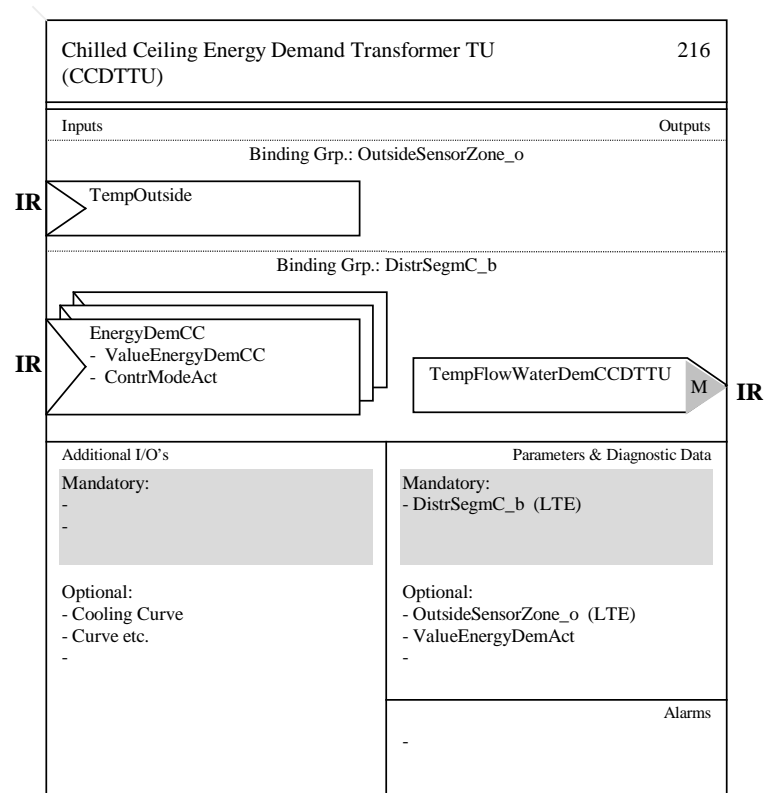 Chilled Ceiling Energy Demand Transformer TU 216
(CCDTTU)
Inputs Outputs
Binding Grp.: OutsideSensorZone_o
IR TempOutside
Binding Grp.: DistrSegmC_b
EnergyDemCC
- ValueEnergyDemCC
IR - ContrModeAct
TempFlowWaterDemCCDTTU M IR
Additional I/O's
Mandatory:
-
-
Optional:
- Cooling Curve
- Curve etc.
-
Parameters & Diagnostic Data
Mandatory:
- DistrSegmC_b (LTE)
Optional:
- OutsideSensorZone_o (LTE)
- ValueEnergyDemAct
-
Alarms
-